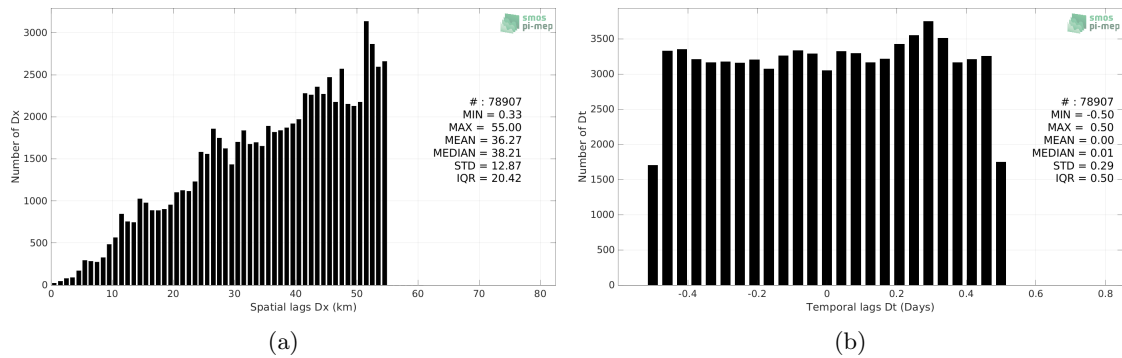 smos
pi-mep
3000
2500
2000
1500
1000
500
0
Number of Dx
# : 78907
MIN = 0.33
MAX = 55.00
MEAN = 36.27
MEDIAN = 38.21
STD = 12.87
IQR = 20.42
0 10 20 30 40 50 60 70 80
Spatial lags Dx (km)
(a)
smos
pi-mep
3500
3000
2500
2000
1500
1000
500
0
Number of Dt
# : 78907
MIN = -0.50
MAX = 0.50
MEAN = 0.00
MEDIAN = 0.01
STD = 0.29
IQR = 0.50
-0.4 -0.2 0 0.2 0.4 0.6 0.8
Temporal lags Dt (Days)
(b)